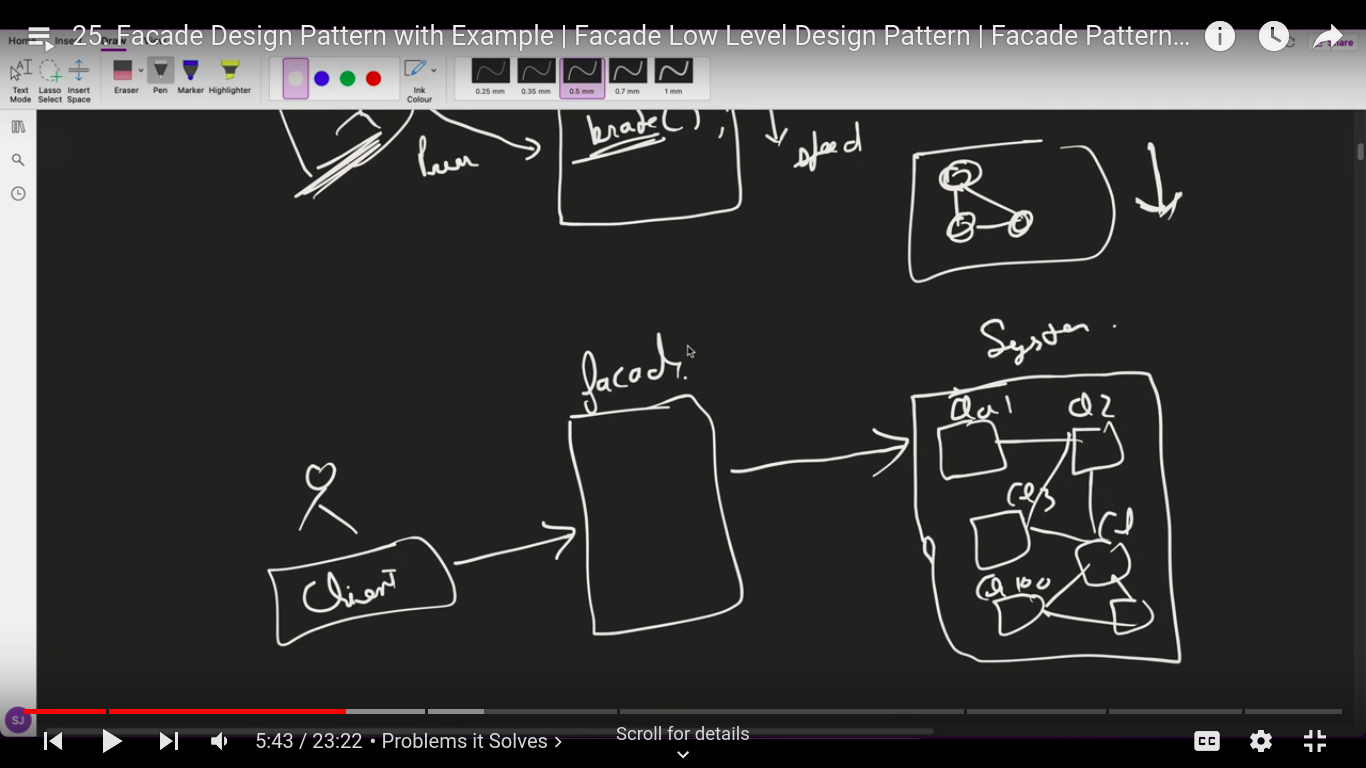 25. Facade Design Pattern with Example | Facade Low Level Design Pattern | Facade Pattern...
Home Insert Draw
Share
Text Mode
Lasso Select
Insert Space
Eraser
Pen
Marker
Highlighter
Ink Colour
0.25 mm
0.35 mm
0.5 mm
0.7 mm
1 mm
brake();
speed
System.
facade
Cla 1
Cl 2
Cl 3
Cl
Cl 100
Client
SJ
5:43 / 23:22 • Problems it Solves
Scroll for details
CC